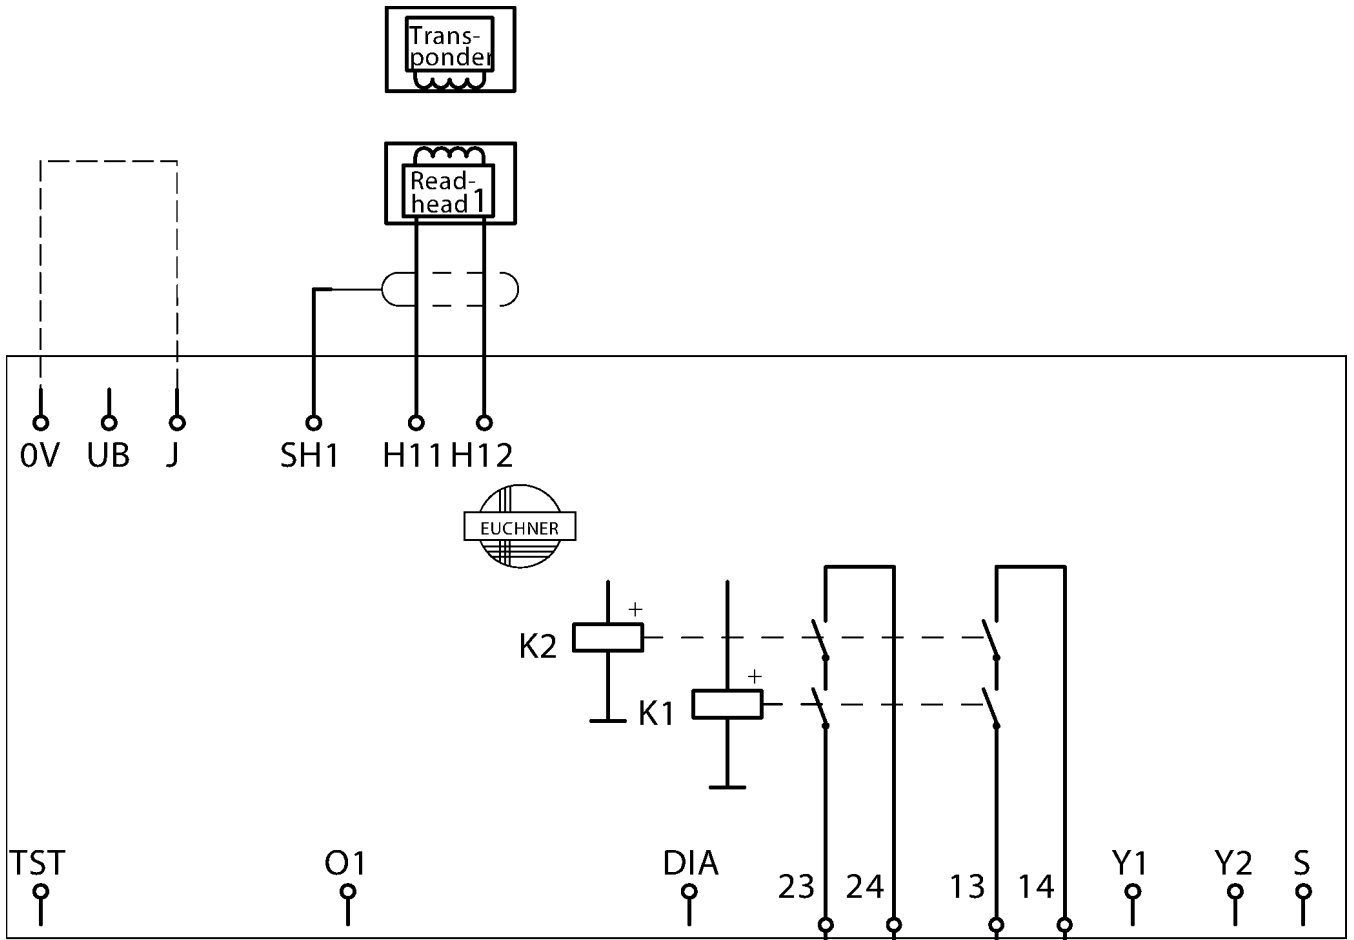 Trans-
ponder
Read-
head 1
0V UB J SH1 H11 H12
EUCHNER
+
K2
+
K1
TST O1 DIA 23 24 13 14 Y1 Y2 S